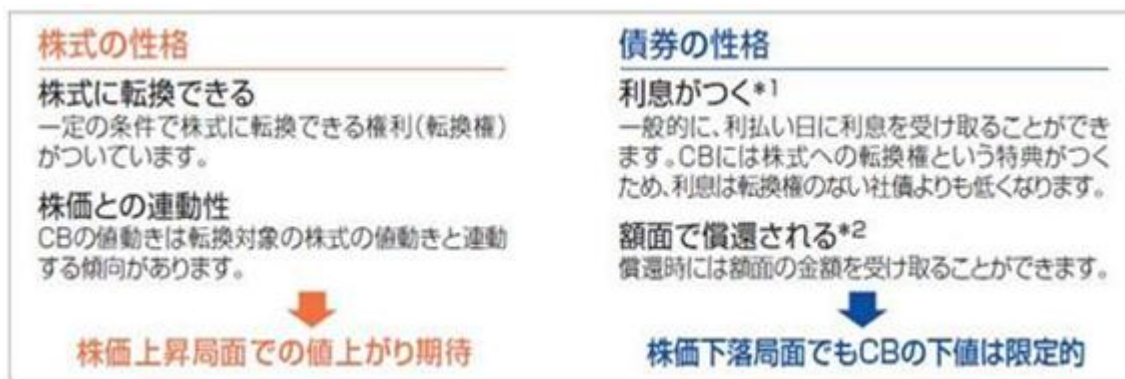 株式の性格
株式に転換できる
一定の条件で株式に転換できる権利(転換権)
がついています。
株価との連動性
CBの値動きは転換対象の株式の値動きと連動
する傾向があります。
株価上昇局面での値上がり期待
債券の性格
利息がつく*1
一般的に、利払い日に利息を受け取ることができ
ます。CBには株式への転換権という特典がつく
ため、利息は転換権のない社債よりも低くなります。
額面で償還される*2
償還時には額面の金額を受け取ることができます。
株価下落局面でもCBの下値は限定的